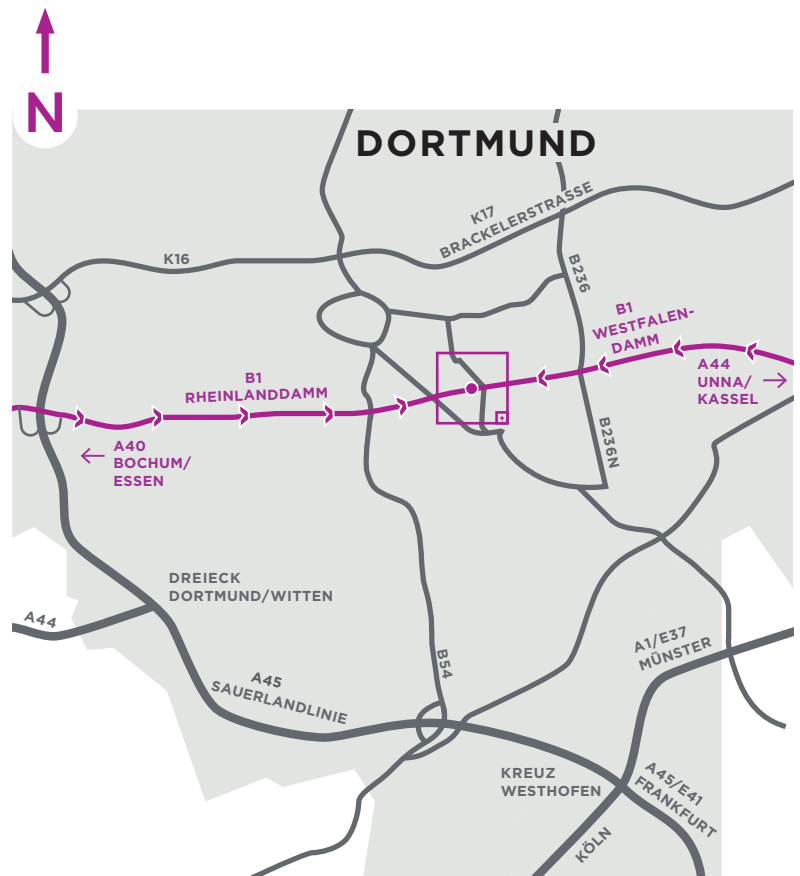 N
DORTMUND
K17
BRACKELERSTRASSE
K16
B236
B1
WESTFALEN-
DAMM
B1
RHEINLANDDAMM
A44
UNNA/
KASSEL
A40
BOCHUM/
ESSEN
B236N
DREIECK
DORTMUND/WITTEN
A44
A1/E37
MÜNSTER
B54
A45
SAUERLANDLINIE
KREUZ
WESTHOFEN
A45/E41
FRANKFURT
KÖLN